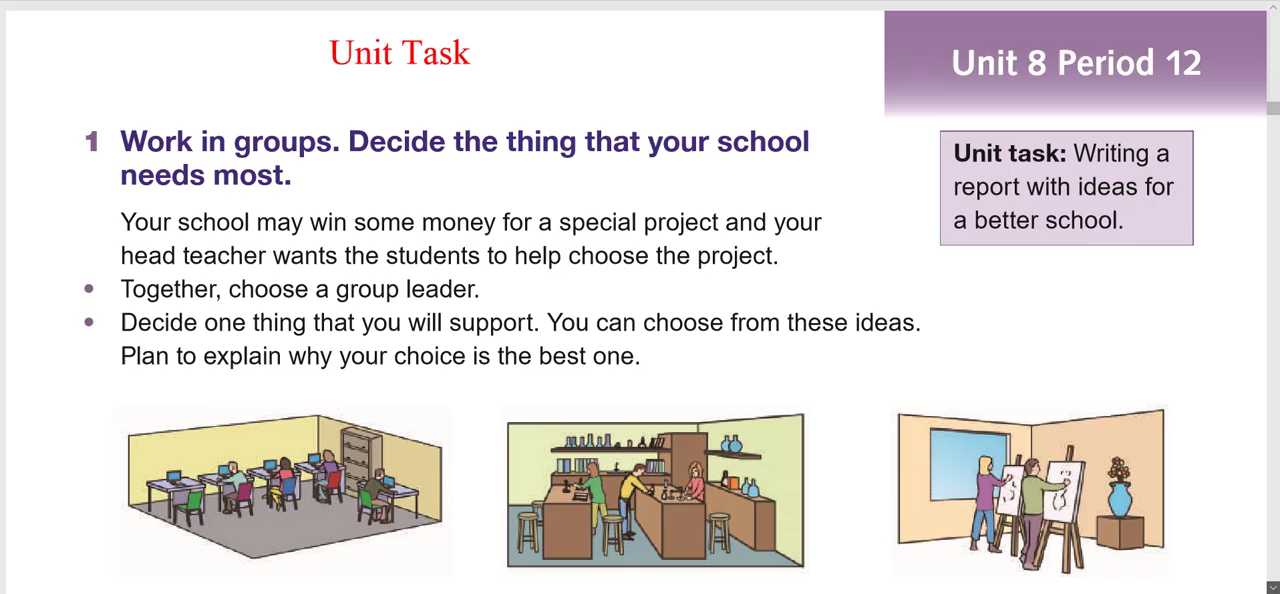 Unit Task
Unit 8 Period 12
1 Work in groups. Decide the thing that your school
needs most.
Unit task: Writing a
report with ideas for
a better school.
Your school may win some money for a special project and your
head teacher wants the students to help choose the project.
• Together, choose a group leader.
• Decide one thing that you will support. You can choose from these ideas.
Plan to explain why your choice is the best one.